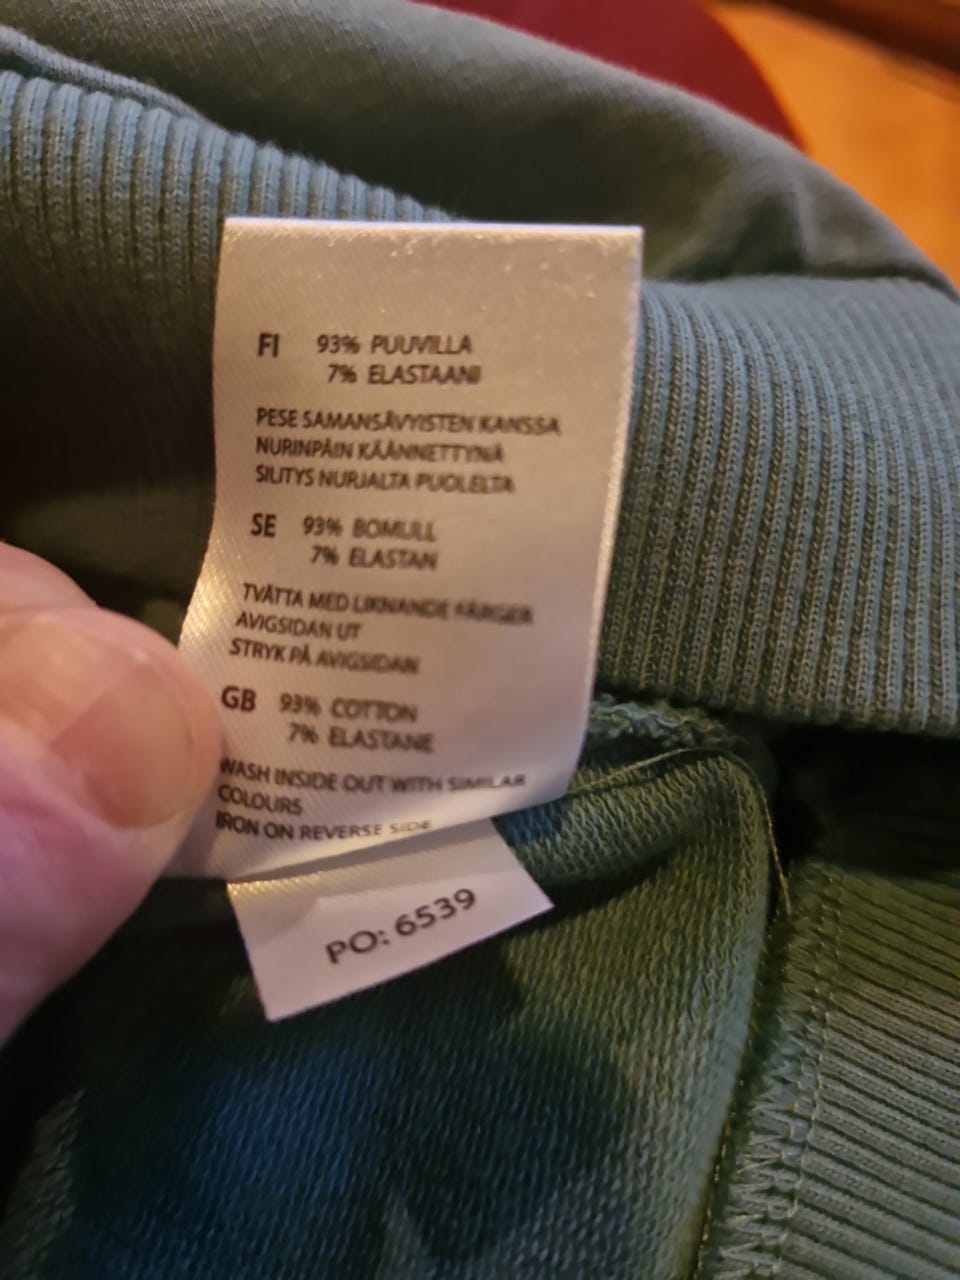 FI 93% PUUVILLA
7% ELASTAANI
PESE SAMANSÄVYISTEN KANSSA
NURINPÄIN KÄÄNNETTYNÄ
SILITYS NURJALTA PUOLELTA
SE 93% BOMULL
7% ELASTAN
TVÄTTA MED LIKNANDE FÄRGER
AVIGSIDAN UT
STRYK PÅ AVIGSIDAN
GB 93% COTTON
7% ELASTANE
WASH INSIDE OUT WITH SIMILAR
COLOURS
IRON ON REVERSE SIDE
PO: 6539